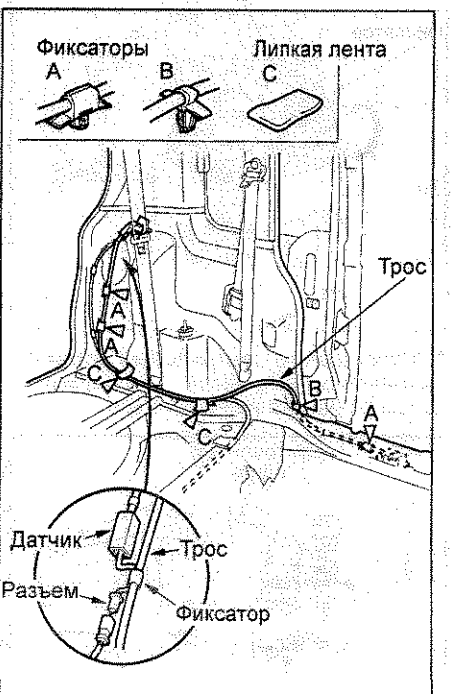 Фиксаторы Липкая лента
A B C
Трос
A
A
C
B
A
C
Датчик
Трос
Разъем
Фиксатор